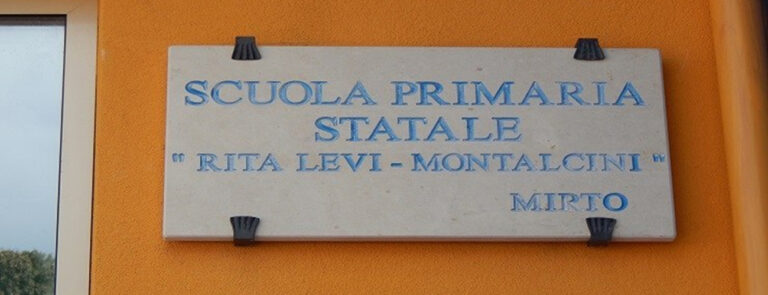 SCUOLA PRIMARIA
STATALE
" RITA LEVI - MONTALCINI "
MIRTO